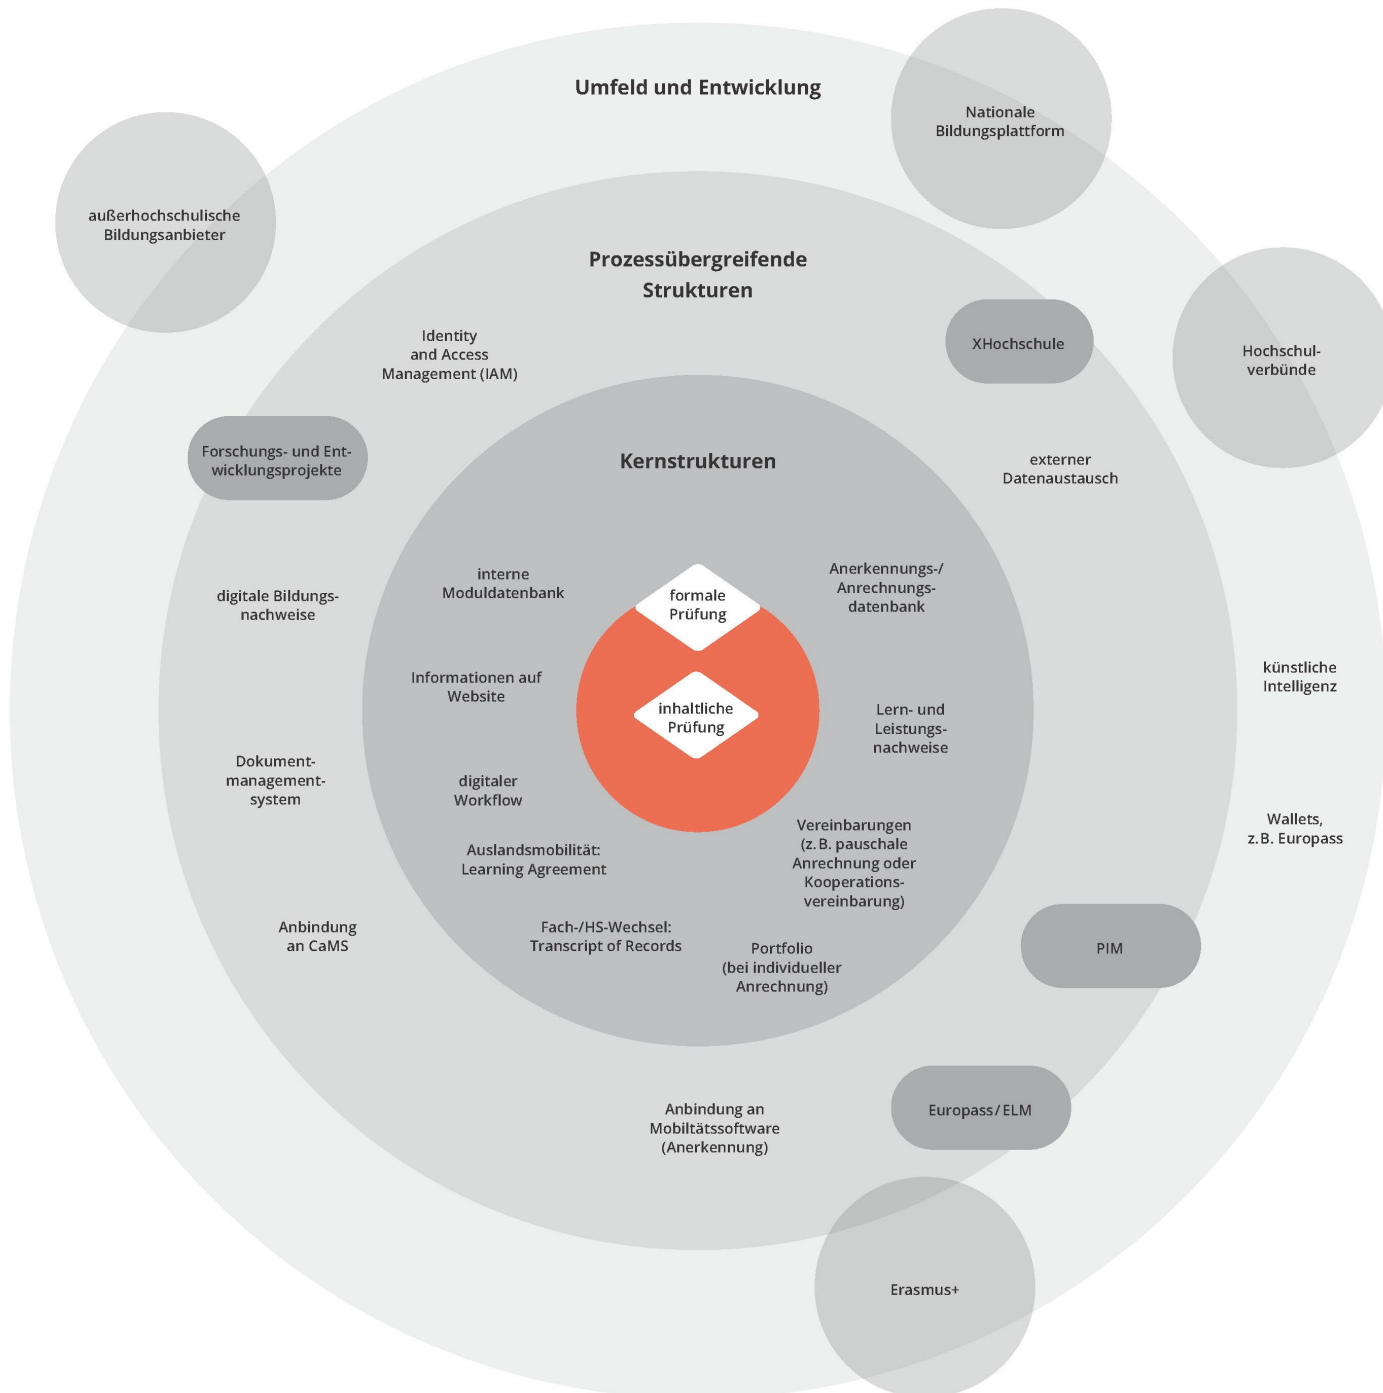 Umfeld und Entwicklung
Nationale
Bildungsplattform
außerhochschulische
Bildungsanbieter
Prozessübergreifende
Strukturen
Identity
and Access
Management (IAM)
XHochschule
Hochschul-
verbünde
Forschungs- und Ent-
wicklungsprojekte
Kernstrukturen
externer
Datenaustausch
interne
Moduldatenbank
formale
Prüfung
Anerkennungs-/
Anrechnungs-
datenbank
digitale Bildungs-
nachweise
Informationen auf
Website
inhaltliche
Prüfung
Lern- und
Leistungs-
nachweise
künstliche
Intelligenz
Dokument-
management-
system
digitaler
Workflow
Vereinbarungen
(z. B. pauschale
Anrechnung oder
Kooperations-
vereinbarung)
Wallets,
z. B. Europass
Auslandsmobilität:
Learning Agreement
Anbindung
an CaMS
Fach-/HS-Wechsel:
Transcript of Records
Portfolio
(bei individueller
Anrechnung)
PIM
Anbindung an
Mobiltätssoftware
(Anerkennung)
Europass / ELM
Erasmus+